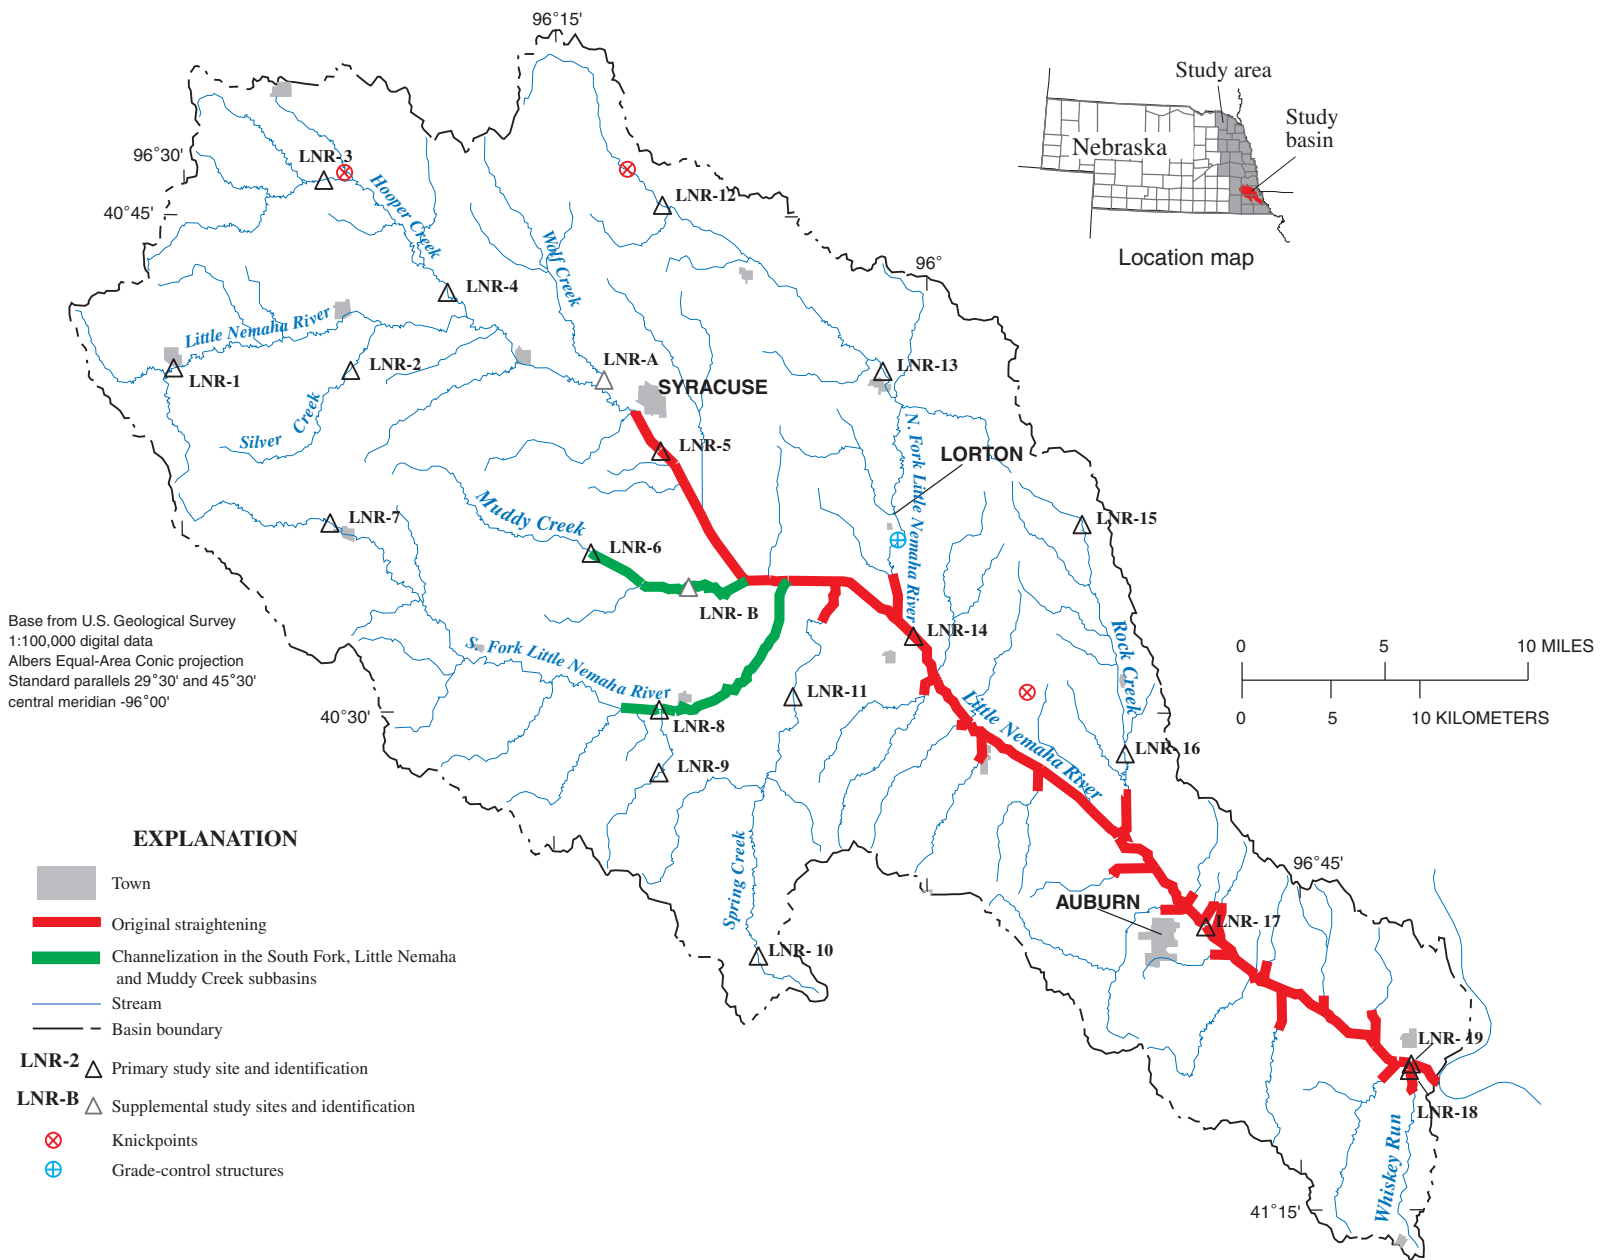 96°15'
Study area
Study
basin
Nebraska
Location map
96°30'
LNR-3
40°45'
Hooper Creek
LNR-12
Wolf Creek
96°
LNR-4
Little Nemaha River
LNR-1
LNR-2
LNR-A
SYRACUSE
LNR-13
Silver Creek
LNR-5
N. Fork Little Nemaha River
LORTON
Muddy Creek
LNR-7
LNR-15
LNR-6
LNR- B
Base from U.S. Geological Survey
1:100,000 digital data
Albers Equal-Area Conic projection
Standard parallels 29°30' and 45°30'
central meridian -96°00'
S. Fork Little Nemaha River
LNR-14
Rock Creek
0 5 10 MILES
0 5 10 KILOMETERS
40°30'
LNR-8
LNR-11
Little Nemaha River
LNR-9
LNR- 16
Spring Creek
96°45'
AUBURN
LNR- 17
LNR- 10
LNR- 19
LNR-18
Whiskey Run
41°15'
EXPLANATION
Town
Original straightening
Channelization in the South Fork, Little Nemaha
and Muddy Creek subbasins
Stream
Basin boundary
LNR-2 Primary study site and identification
LNR-B Supplemental study sites and identification
Knickpoints
Grade-control structures